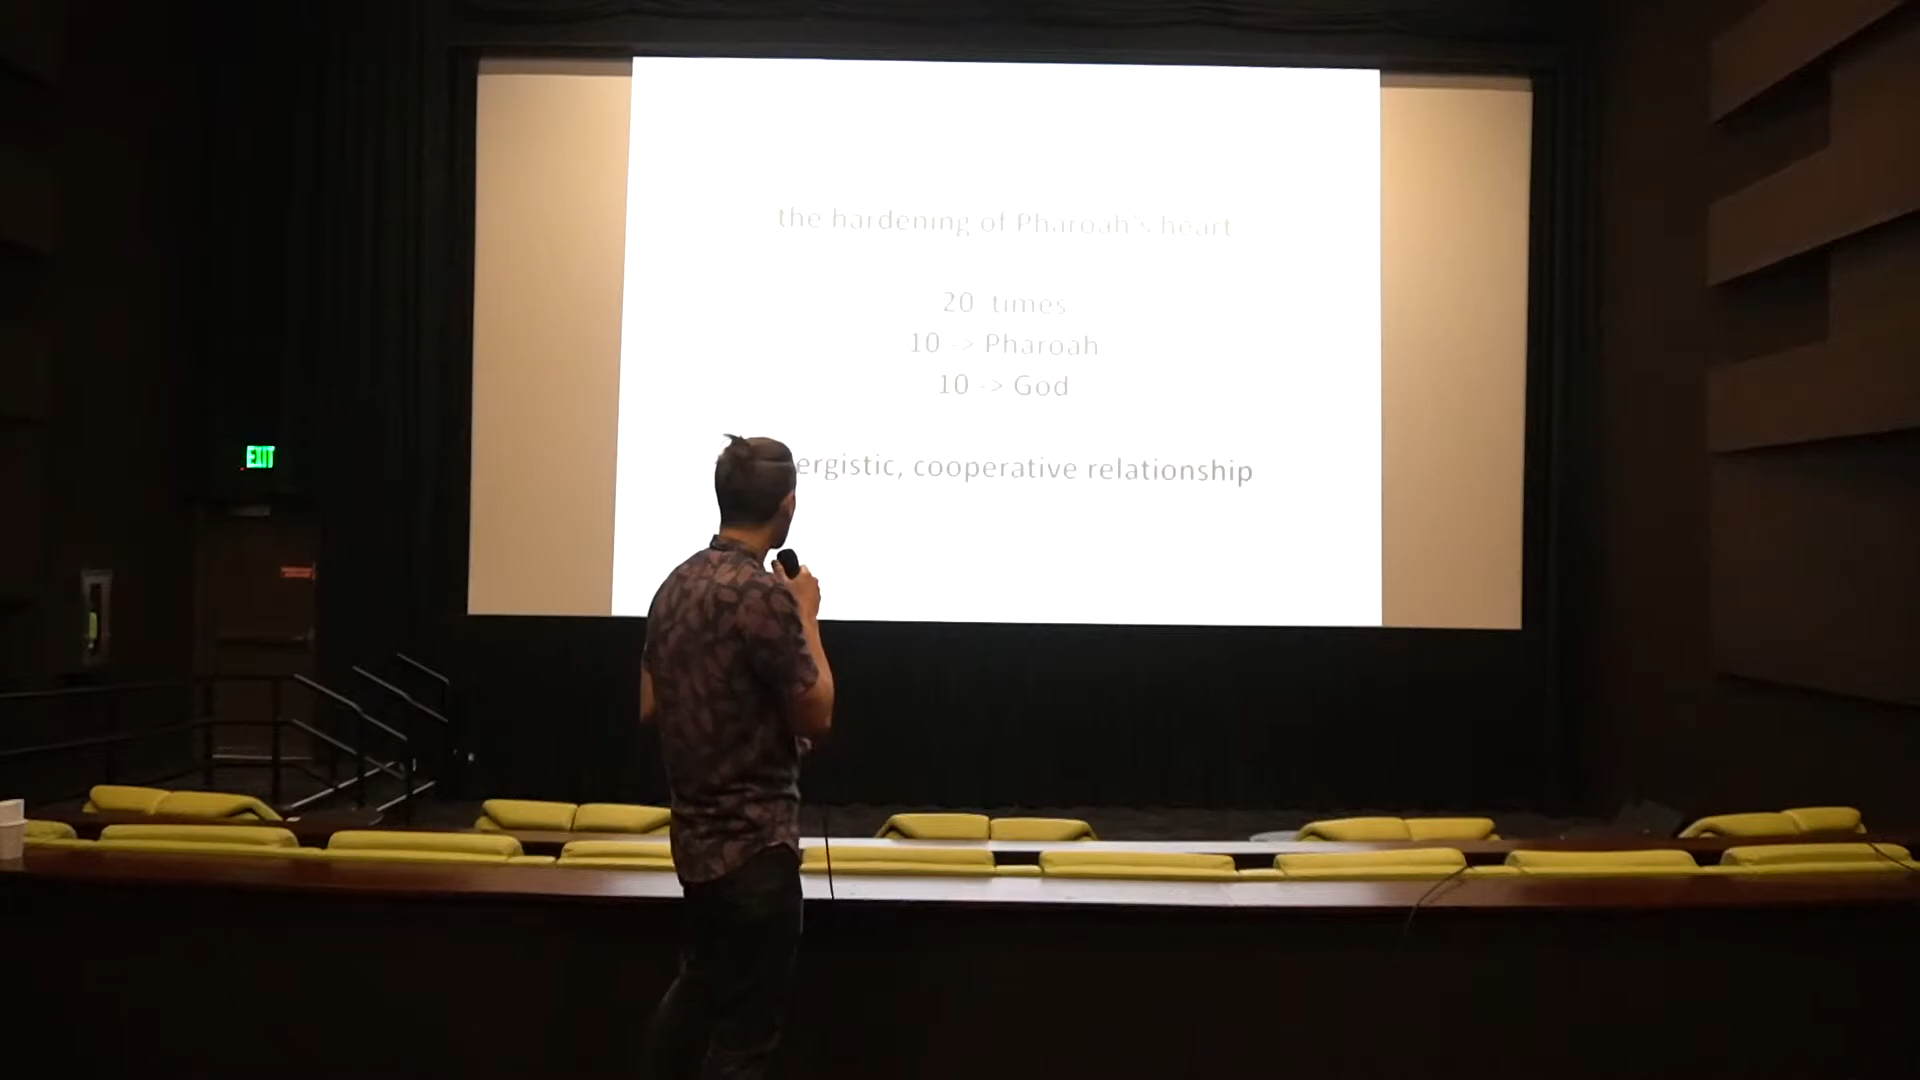 the hardening of Pharoah's heart
20 times
10 -> Pharoah
10 -> God
ergistic, cooperative relationship
EXIT